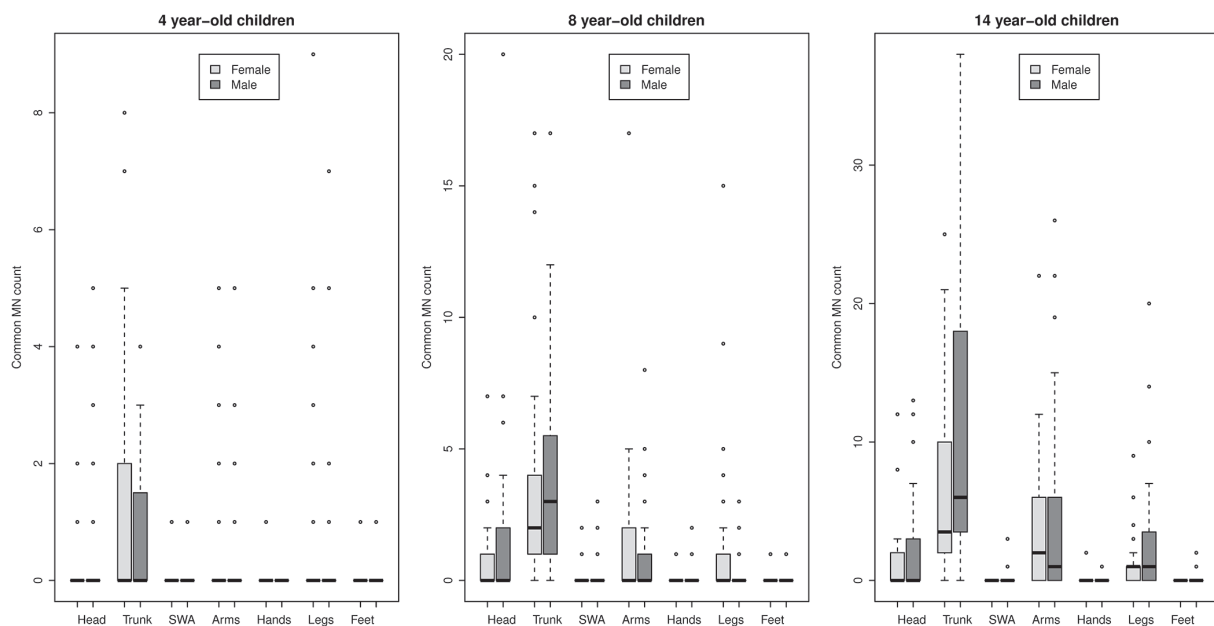 4 year-old children
Common MN count
0
2
4
6
8
Female
Male
Head Trunk SWA Arms Hands Legs Feet
8 year-old children
Common MN count
0
5
10
15
20
Female
Male
Head Trunk SWA Arms Hands Legs Feet
14 year-old children
Common MN count
0
10
20
30
Female
Male
Head Trunk SWA Arms Hands Legs Feet